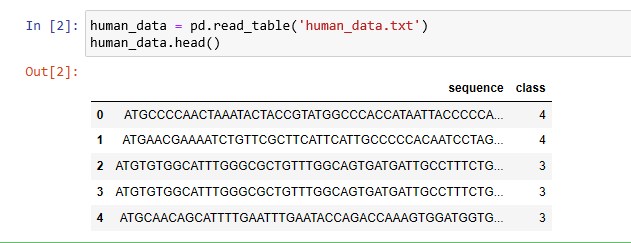 In [2]: human_data = pd.read_table('human_data.txt')
human_data.head()
Out[2]:
sequence class
0 ATGCCCCAACTAAATACTACCGTATGGCCCACCATAATTACCCCCA... 4
1 ATGAACGAAAATCTGTTCGCTTCATTCATTGCCCCCACAATCCTAG... 4
2 ATGTGTGGCATTTGGGCGCTGTTTGGCAGTGATGATTGCCTTTCTG... 3
3 ATGTGTGGCATTTGGGCGCTGTTTGGCAGTGATGATTGCCTTTCTG... 3
4 ATGCAACAGCATTTTGAATTTGAATACCAGACCAAAGTGGATGGTG... 3